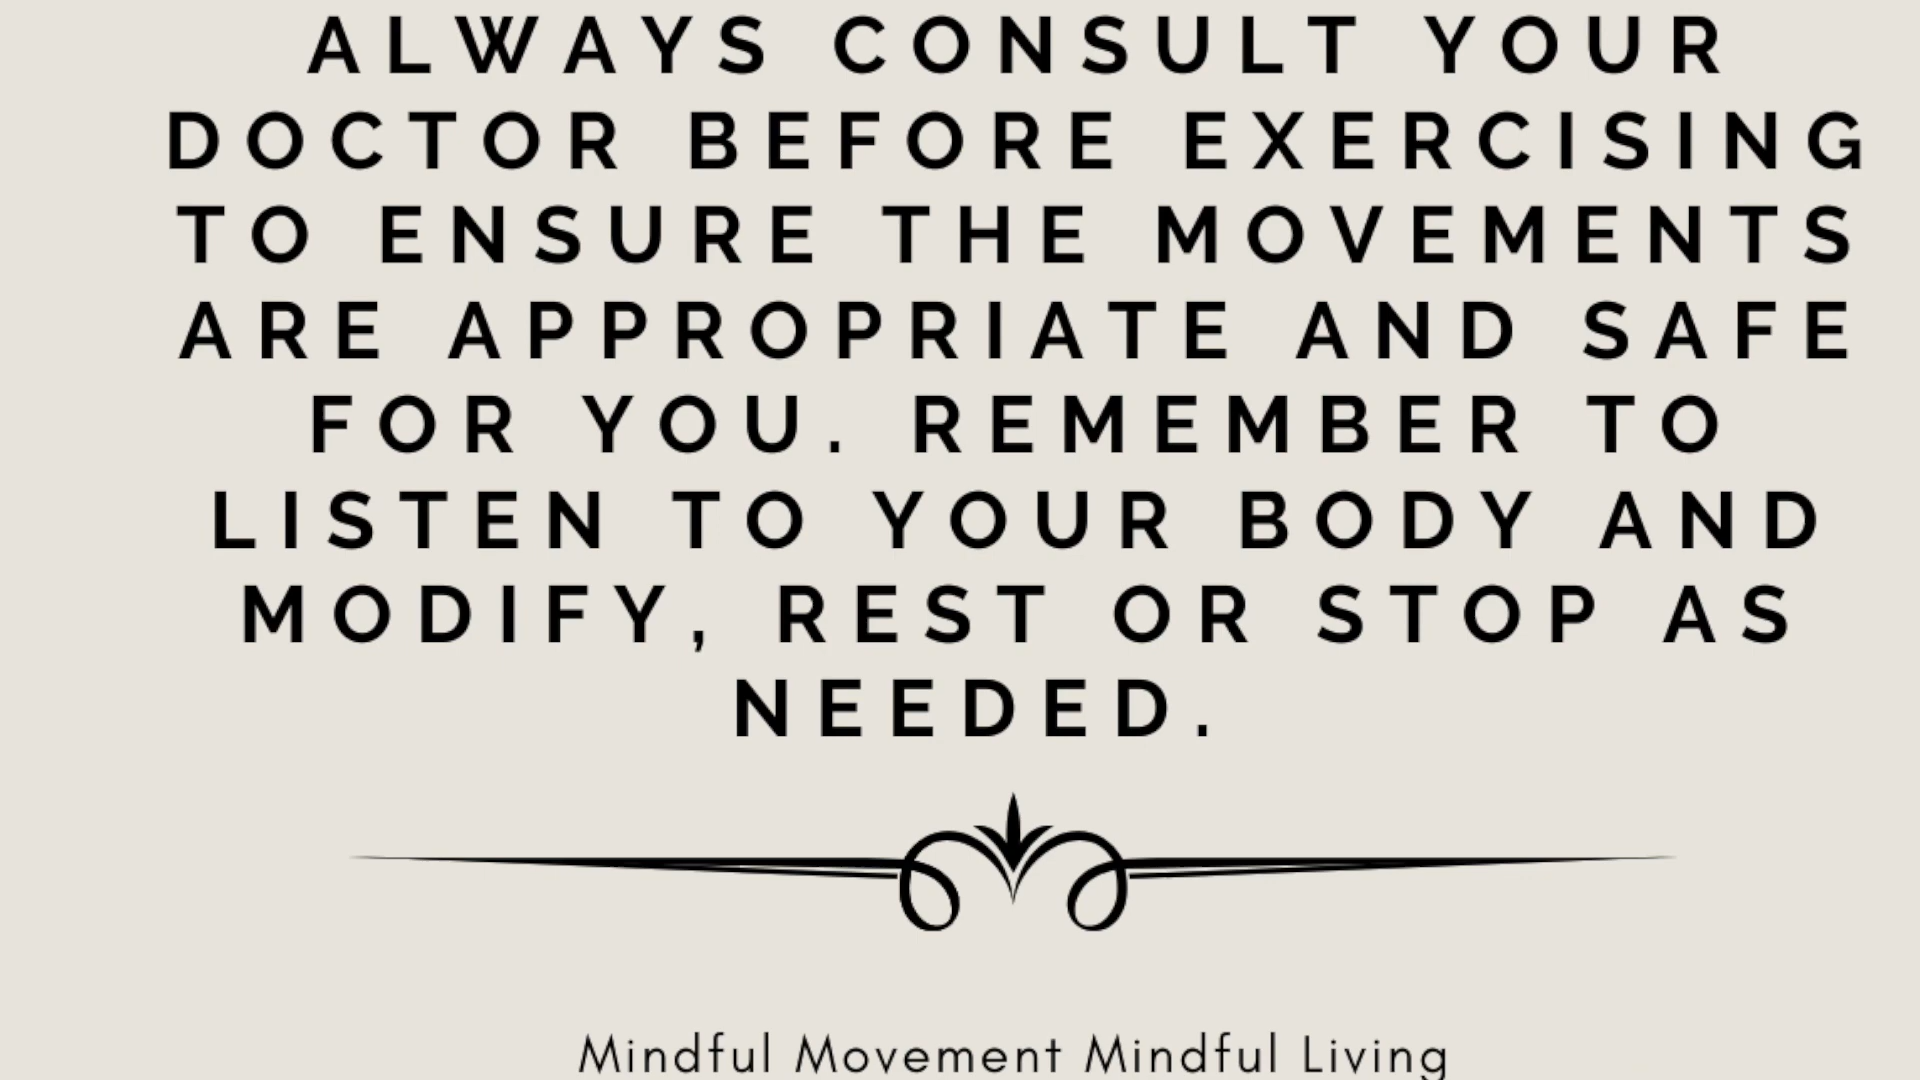 ALWAYS CONSULT YOUR
DOCTOR BEFORE EXERCISING
TO ENSURE THE MOVEMENTS
ARE APPROPRIATE AND SAFE
FOR YOU. REMEMBER TO
LISTEN TO YOUR BODY AND
MODIFY, REST OR STOP AS
NEEDED.
Mindful Movement Mindful Living